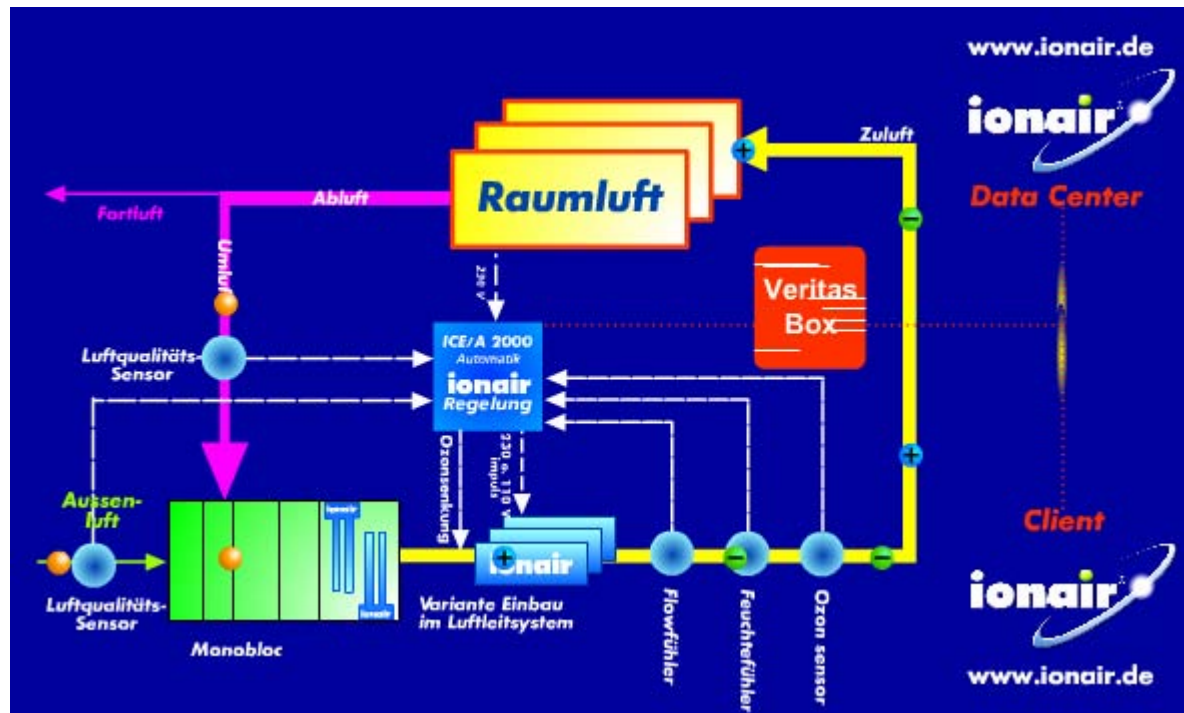 www.ionair.de
ionair
Data Center
Zuluft
Raumluft
Abluft
Fortluft
Umluft
230 V
Veritas
Box
ICE/A 2000
Automatik
ionair
Regelung
Luftqualitäts-
Sensor
Ozonsenkung
230 o. 110 V
impuls
Aussen-
luft
Luftqualitäts-
Sensor
Monobloc
ionair
ionair
ionair
Variante Einbau
im Luftleitsystem
Flowfühler
Feuchtefühler
Ozon sensor
Client
ionair
www.ionair.de